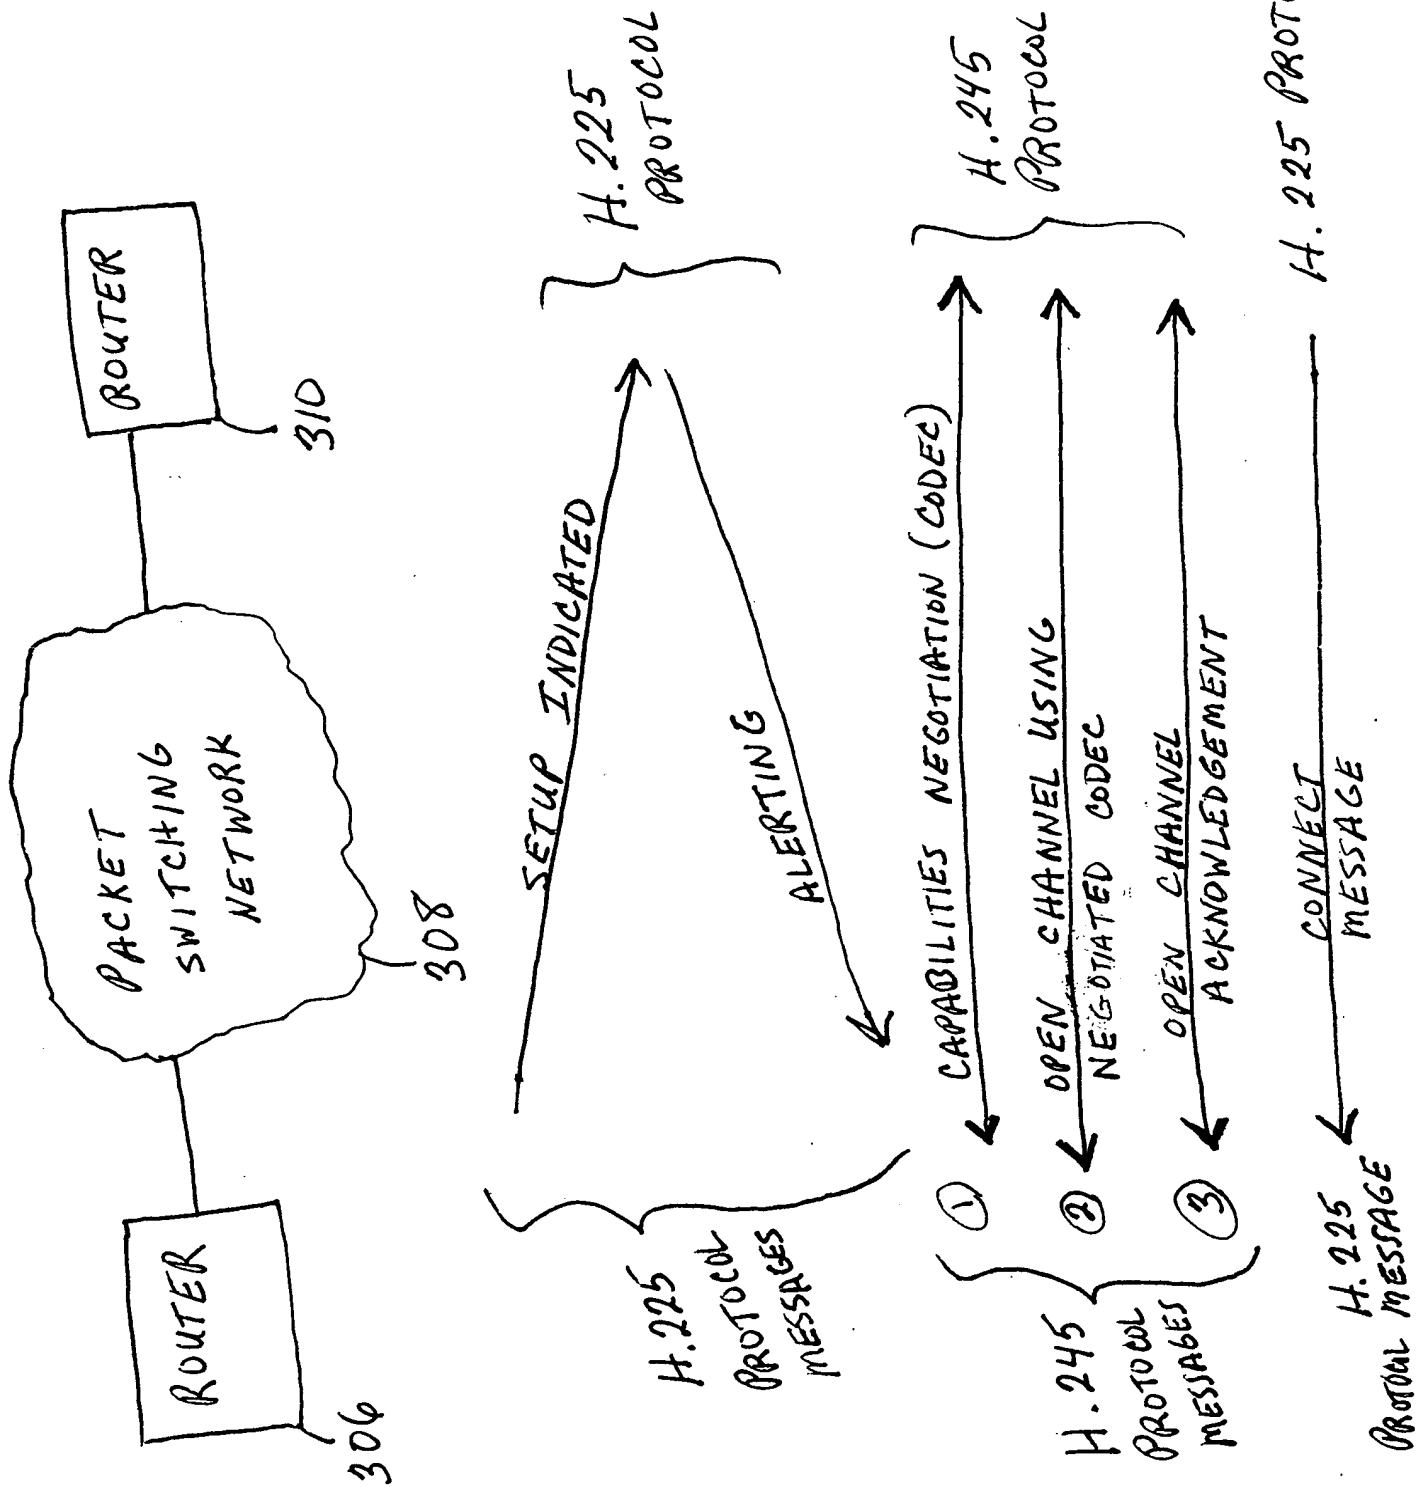 ROUTER
306
PACKET
SWITCHING
NETWORK
308
ROUTER
310
SETUP INDICATED
ALERTING
H.225
PROTOCOL
MESSAGES
H.225
PROTOCOL
1
CAPABILITIES NEGOTIATION (CODEC)
2
OPEN CHANNEL USING
NEGOTIATED CODEC
3
OPEN CHANNEL
ACKNOWLEDGEMENT
H.245
PROTOCOL
MESSAGES
H.245
PROTOCOL
CONNECT
MESSAGE
H.225
PROTOCOL MESSAGE
H.225